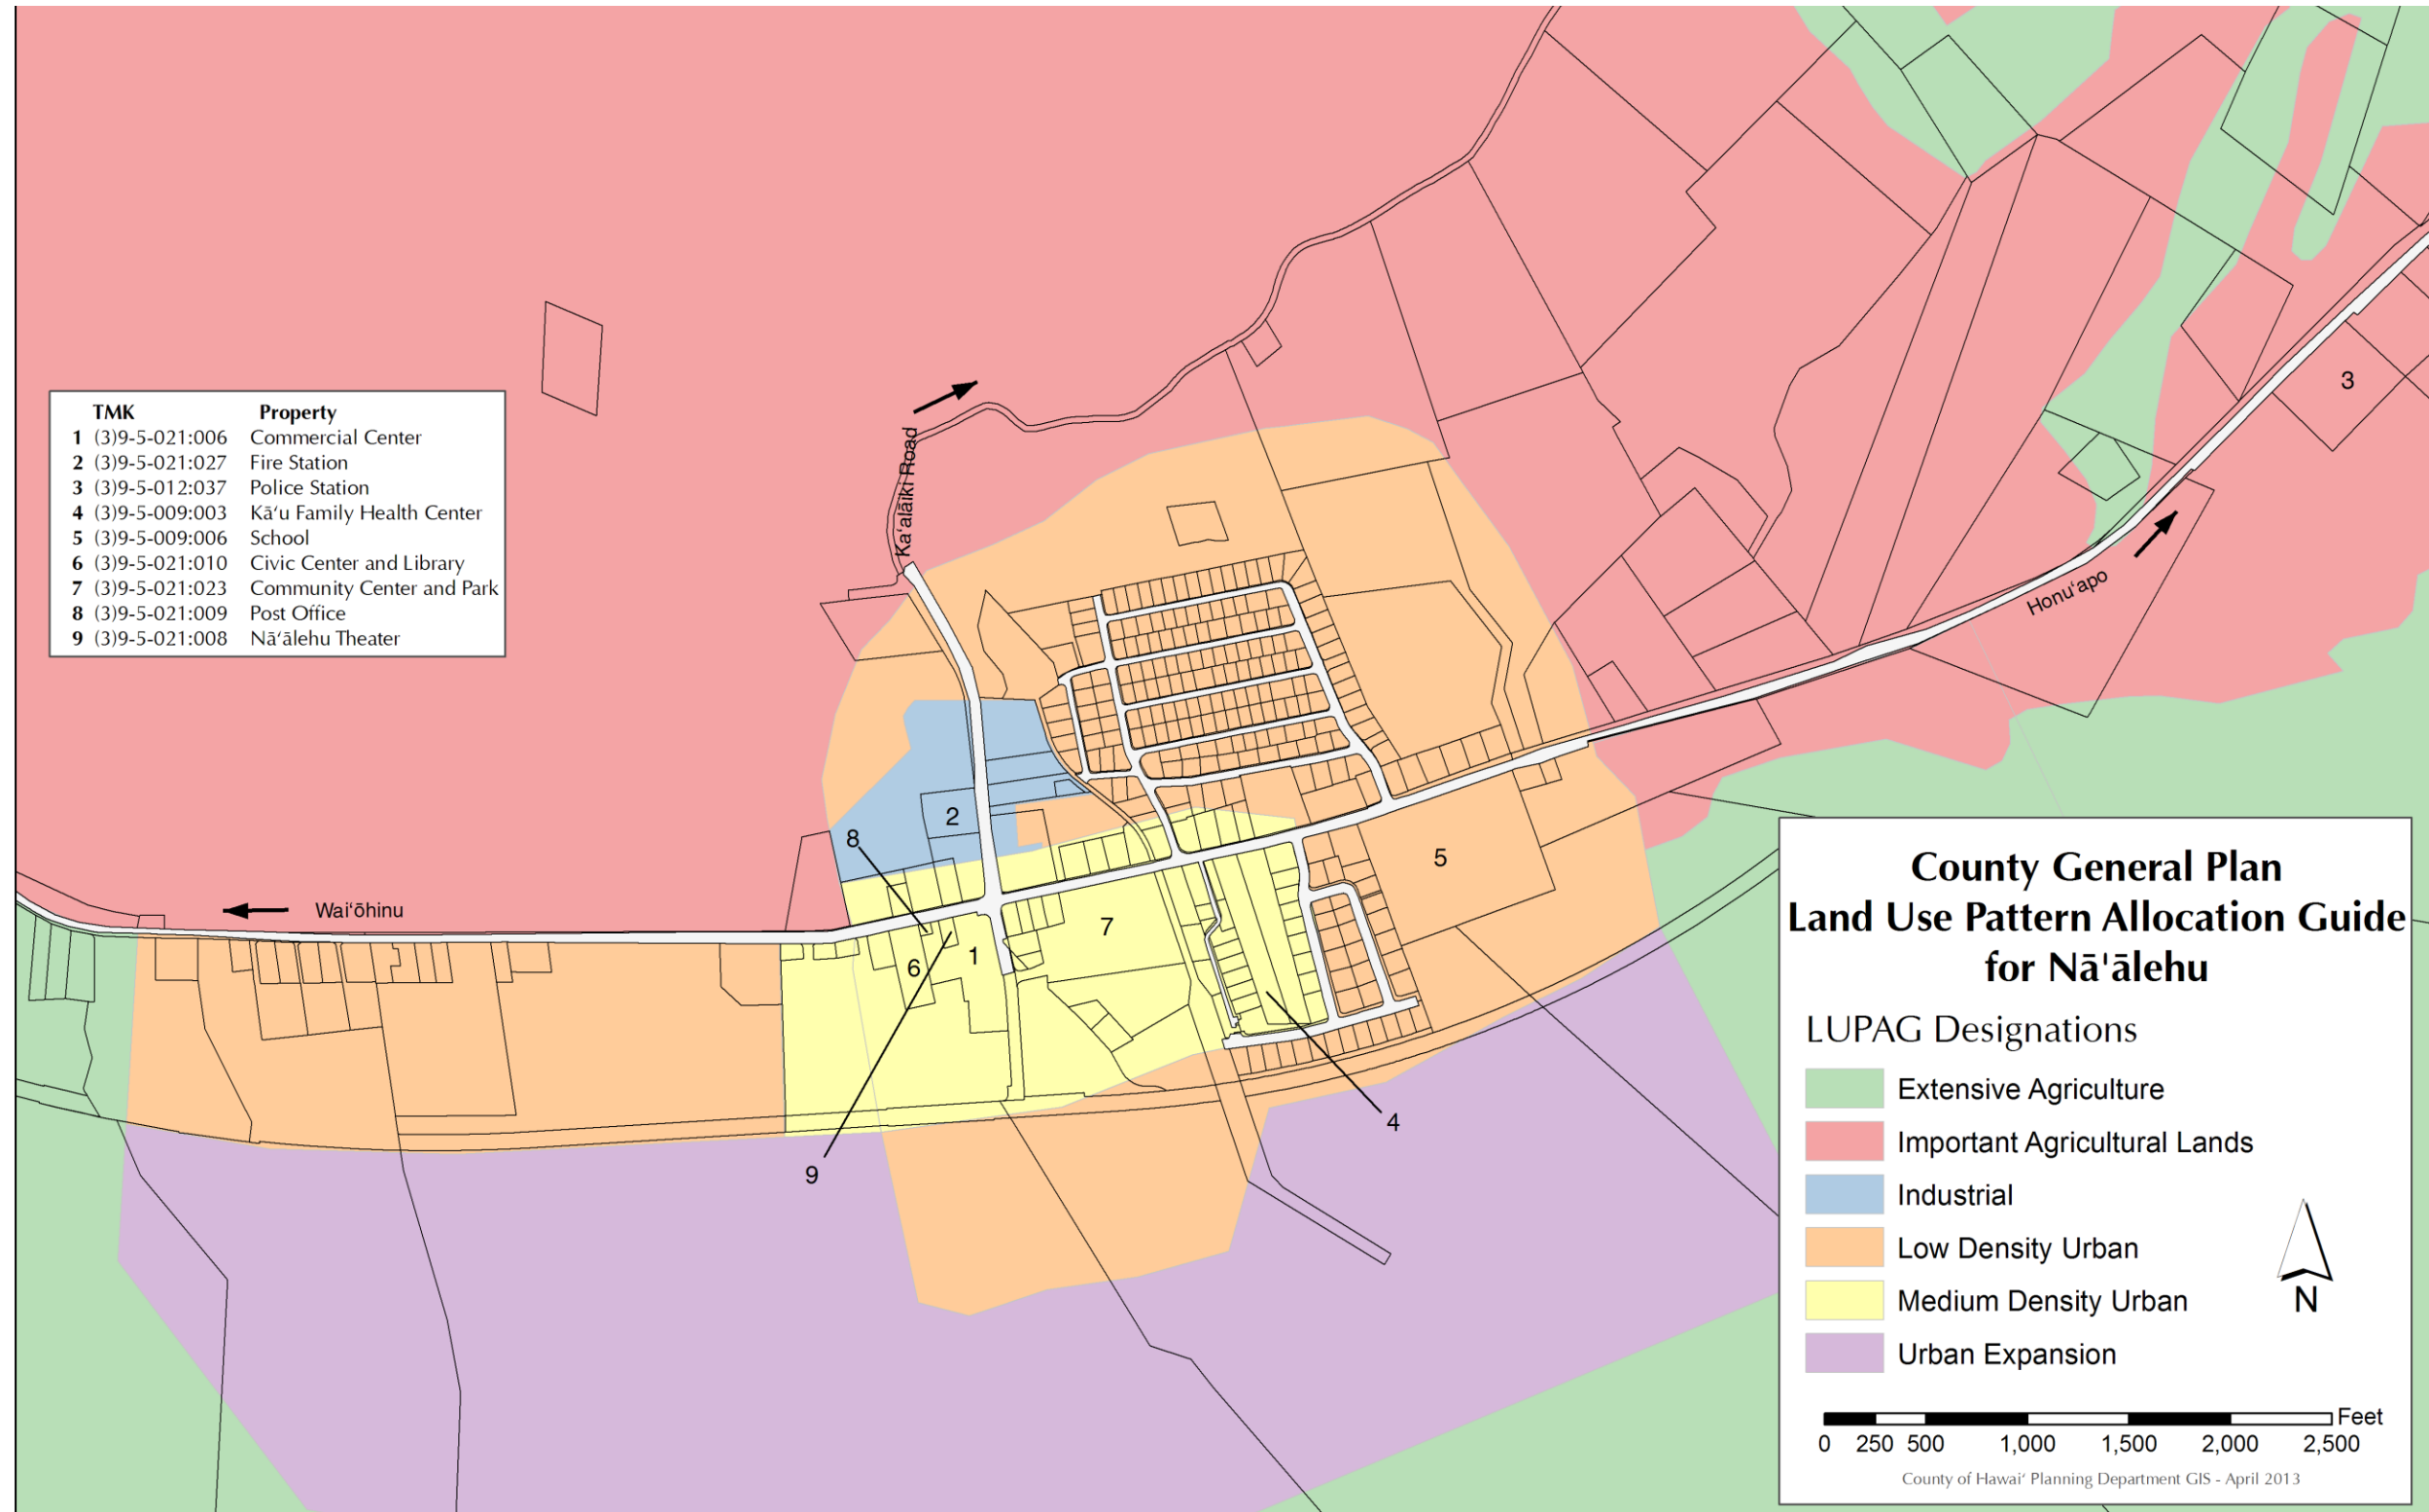 TMK Property
1 (3)9-5-021:006 Commercial Center
2 (3)9-5-021:027 Fire Station
3 (3)9-5-012:037 Police Station
4 (3)9-5-009:003 Kāʻu Family Health Center
5 (3)9-5-009:006 School
6 (3)9-5-021:010 Civic Center and Library
7 (3)9-5-021:023 Community Center and Park
8 (3)9-5-021:009 Post Office
9 (3)9-5-021:008 Nāʻālehu Theater
Kaʻalāiki Road
3
Honuʻapo
2
8
5
Waiʻōhinu
7
1
6
4
9
County General Plan
Land Use Pattern Allocation Guide
for Nā'ālehu
LUPAG Designations
Extensive Agriculture
Important Agricultural Lands
Industrial
Low Density Urban
Medium Density Urban
Urban Expansion
N
Feet
0 250 500 1,000 1,500 2,000 2,500
County of Hawaiʻ Planning Department GIS - April 2013